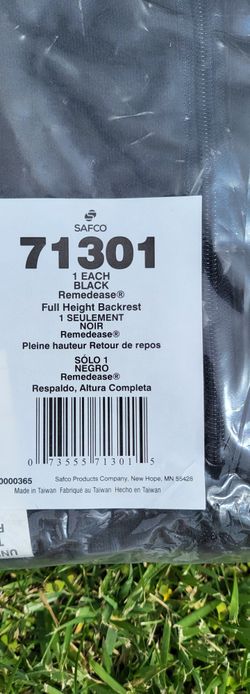 SAFCO
71301
1 EACH
BLACK
Remedease®
Full Height Backrest
1 SEULEMENT
NOIR
Remedease®
Pleine hauteur Retour de repos
SÓLO 1
NEGRO
Remedease®
Respaldo, Altura Completa
0 73555 71301 5
0000365
Safco Products Company, New Hope, MN 55428
Made in Taiwan Fabriqué au Taiwan Hecho en Taiwan